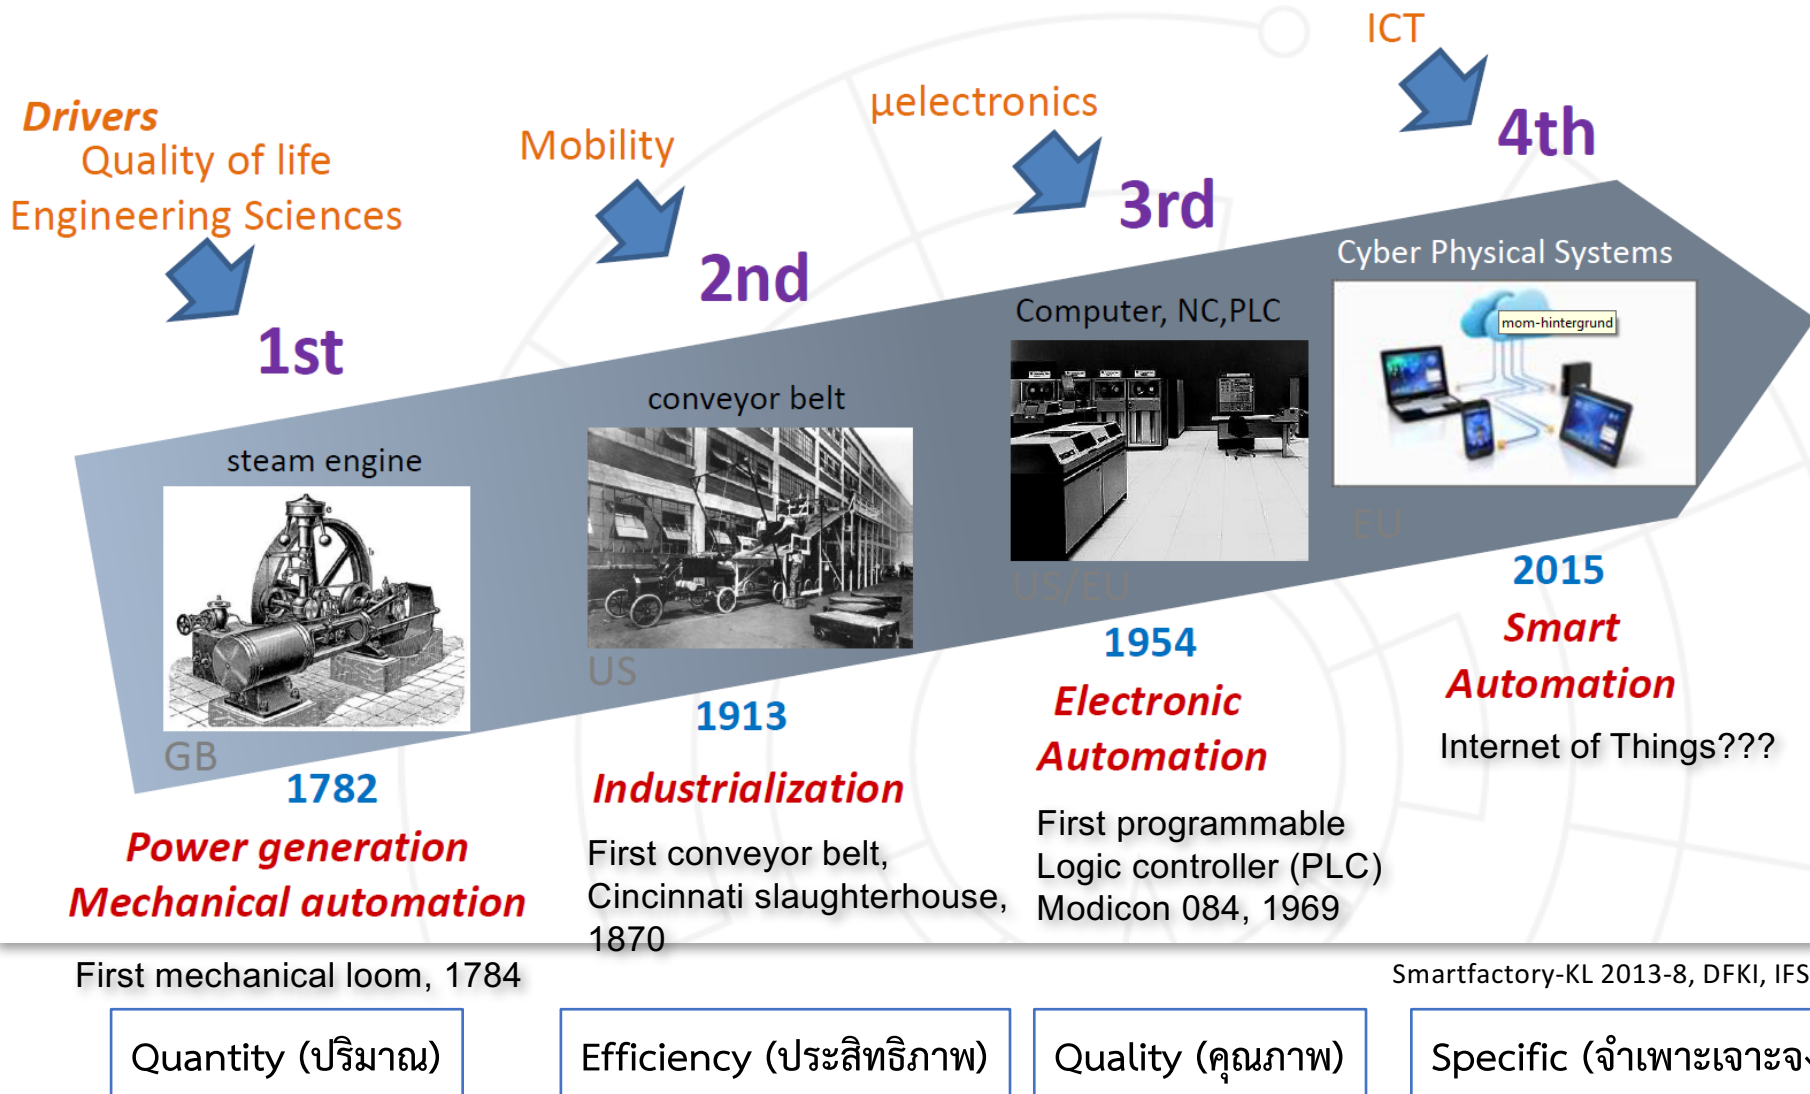 Drivers
Quality of life
Engineering Sciences
1st
steam engine
GB
1782
Power generation
Mechanical automation
First mechanical loom, 1784
Quantity (ปริมาณ)
Mobility
2nd
conveyor belt
US
1913
Industrialization
First conveyor belt,
Cincinnati slaughterhouse,
1870
Efficiency (ประสิทธิภาพ)
µelectronics
3rd
Computer, NC,PLC
US/EU
1954
Electronic
Automation
First programmable
Logic controller (PLC)
Modicon 084, 1969
Quality (คุณภาพ)
ICT
4th
Cyber Physical Systems
mom-hintergrund
EU
2015
Smart
Automation
Internet of Things???
Smartfactory-KL 2013-8, DFKI, IFS
Specific (จำเพาะเจาะจง